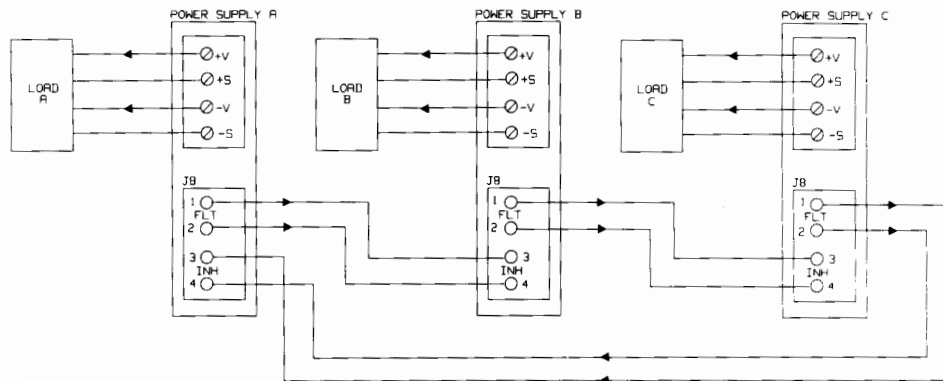 POWER SUPPLY A
POWER SUPPLY B
POWER SUPPLY C
LOAD
A
+V
+S
-V
-S
LOAD
B
+V
+S
-V
-S
LOAD
C
+V
+S
-V
-S
J8
1
FLT
2
3
INH
4
J8
1
FLT
2
3
INH
4
J8
1
FLT
2
3
INH
4